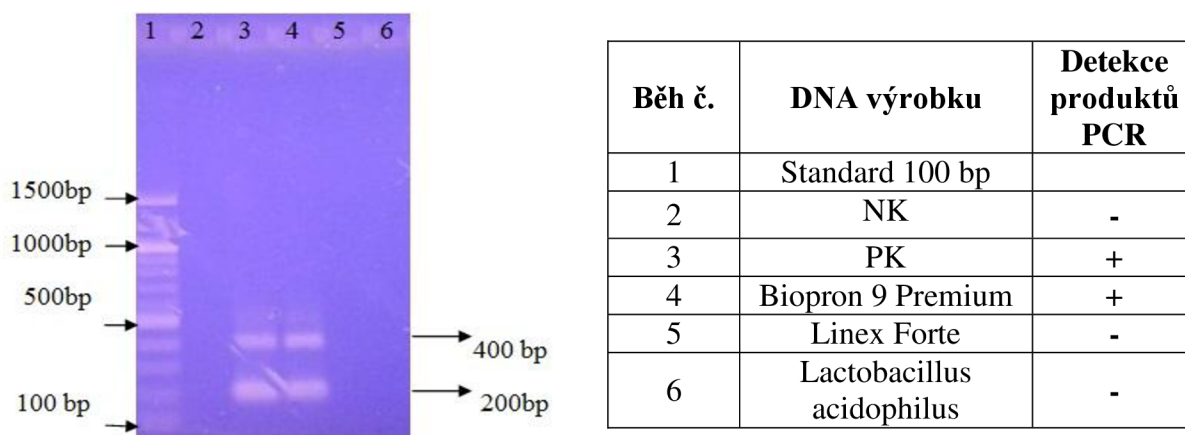 1 2 3 4 5 6
1500bp
1000bp
500bp
100 bp
400 bp
200bp
Běh č. DNA výrobku Detekce
produktů
PCR
1 Standard 100 bp
2 NK -
3 PK +
4 Biopron 9 Premium +
5 Linex Forte -
6 Lactobacillus
acidophilus -